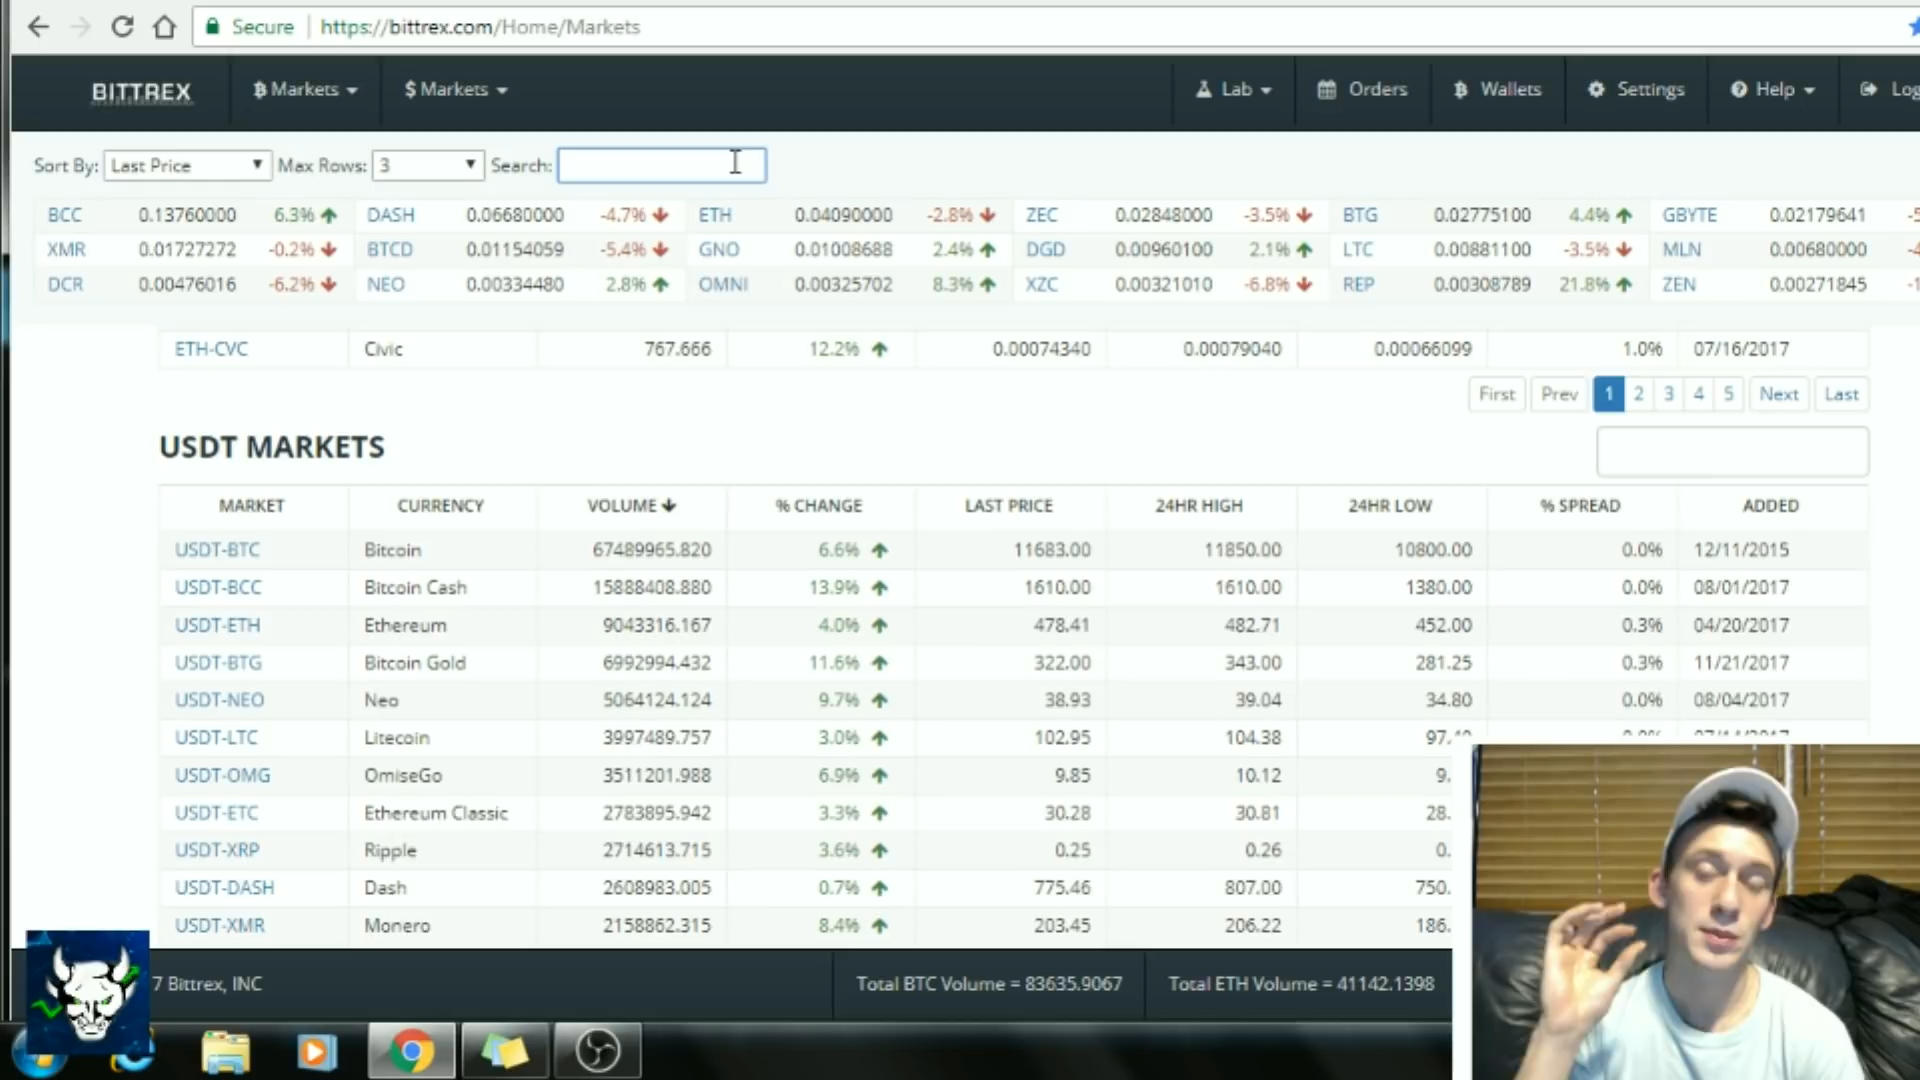 Secure https://bittrex.com/Home/Markets
BITTREX Markets $ Markets Lab Orders Wallets Settings Help
Sort By: Last Price Max Rows: 3 Search:
BCC 0.13760000 6.3% DASH 0.06680000 -4.7% ETH 0.04090000 -2.8% ZEC 0.02848000 -3.5% BTG 0.02775100 4.4% GBYTE 0.02179641
XMR 0.01727272 -0.2% BTCD 0.01154059 -5.4% GNO 0.01008688 2.4% DGD 0.00960100 2.1% LTC 0.00881100 -3.5% MLN 0.00680000
DCR 0.00476016 -6.2% NEO 0.00334480 2.8% OMNI 0.00325702 8.3% XZC 0.00321010 -6.8% REP 0.00308789 21.8% ZEN 0.00271845
ETH-CVC Civic 767.666 12.2% 0.00074340 0.00079040 0.00066099 1.0% 07/16/2017
First Prev 1 2 3 4 5 Next Last
USDT MARKETS
MARKET CURRENCY VOLUME % CHANGE LAST PRICE 24HR HIGH 24HR LOW % SPREAD ADDED
USDT-BTC Bitcoin 67489965.820 6.6% 11683.00 11850.00 10800.00 0.0% 12/11/2015
USDT-BCC Bitcoin Cash 15888408.880 13.9% 1610.00 1610.00 1380.00 0.0% 08/01/2017
USDT-ETH Ethereum 9043316.167 4.0% 478.41 482.71 452.00 0.3% 04/20/2017
USDT-BTG Bitcoin Gold 6992994.432 11.6% 322.00 343.00 281.25 0.3% 11/21/2017
USDT-NEO Neo 5064124.124 9.7% 38.93 39.04 34.80 0.0% 08/04/2017
USDT-LTC Litecoin 3997489.757 3.0% 102.95 104.38 97.
USDT-OMG OmiseGo 3511201.988 6.9% 9.85 10.12 9.
USDT-ETC Ethereum Classic 2783895.942 3.3% 30.28 30.81 28.
USDT-XRP Ripple 2714613.715 3.6% 0.25 0.26 0.
USDT-DASH Dash 2608983.005 0.7% 775.46 807.00 750.
USDT-XMR Monero 2158862.315 8.4% 203.45 206.22 186.
7 Bittrex, INC Total BTC Volume = 83635.9067 Total ETH Volume = 41142.1398